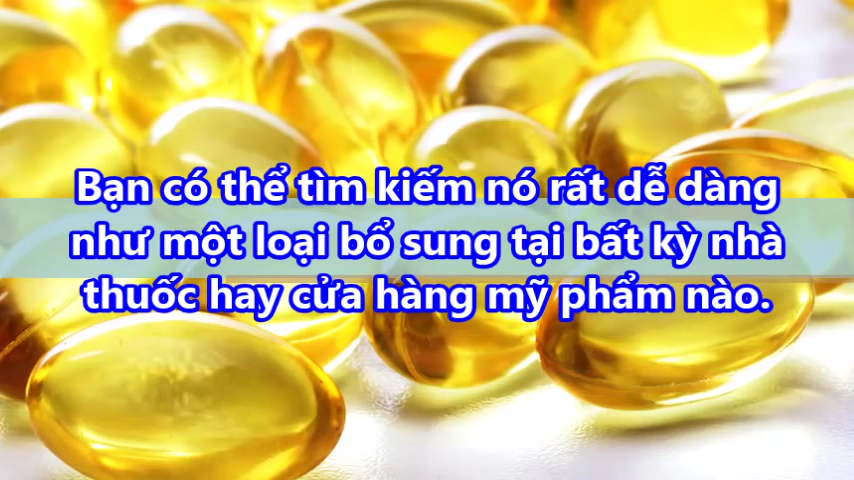 Bạn có thể tìm kiếm nó rất dễ dàng
như một loại bổ sung tại bất kỳ nhà
thuốc hay cửa hàng mỹ phẩm nào.